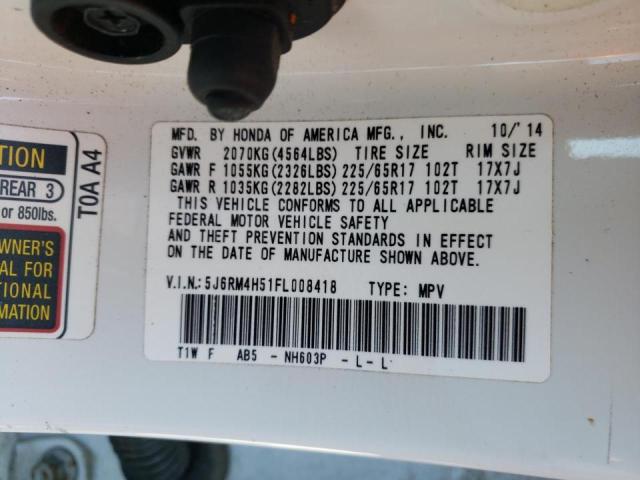 TION
REAR 3
or 850lbs.
OWNER'S
AL FOR
TIONAL
RMATION
T0A A4
MFD. BY HONDA OF AMERICA MFG., INC. 10/'14
GVWR 2070KG(4564LBS) TIRE SIZE RIM SIZE
GAWR F 1055KG(2326LBS) 225/65R17 102T 17X7J
GAWR R 1035KG(2282LBS) 225/65R17 102T 17X7J
THIS VEHICLE CONFORMS TO ALL APPLICABLE
FEDERAL MOTOR VEHICLE SAFETY
AND THEFT PREVENTION STANDARDS IN EFFECT
ON THE DATE OF MANUFACTURE SHOWN ABOVE.
V.I.N.:5J6RM4H51FL008418 TYPE: MPV
T1W F AB5 - NH603P - L- L